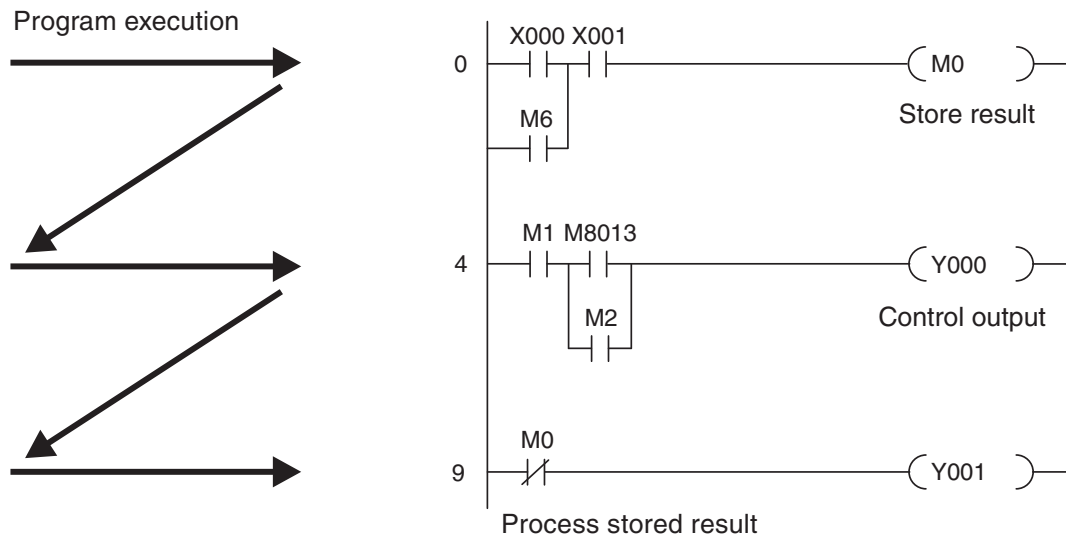 Program execution
X000 X001
0 M0
Store result
M6
M1 M8013
4 Y000
Control output
M2
M0
9 Y001
Process stored result